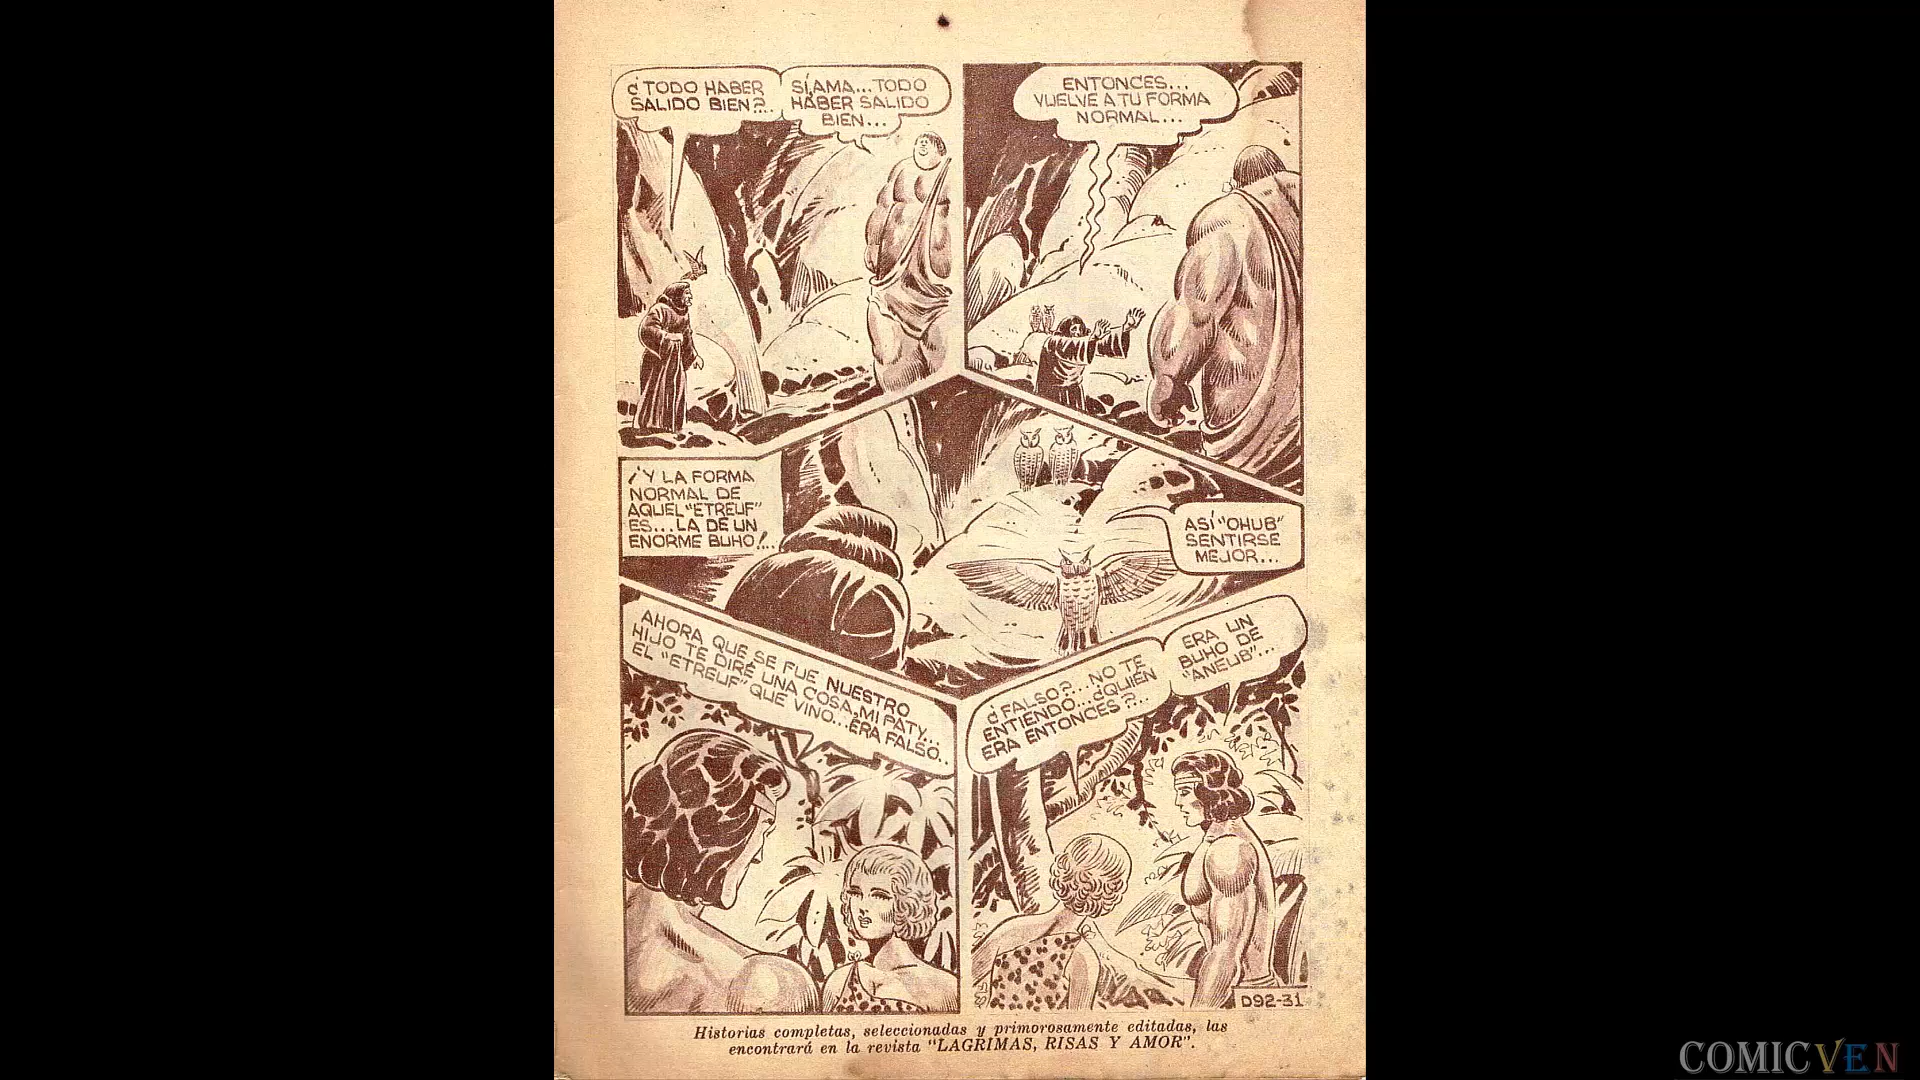 ¿TODO HABER
SALIDO BIEN?...
SÍ, AMA...TODO
HABER SALIDO
BIEN...
ENTONCES...
VUELVE A TU FORMA
NORMAL...
¡Y LA FORMA
NORMAL DE
AQUEL "ETREUF"
ES....LA DE UN
ENORME BUHO!...
ASÍ "OHUB"
SENTIRSE
MEJOR...
AHORA QUE SE FUE NUESTRO
HIJO TE DIRÉ UNA COSA, MI PATY...
EL "ETREUF" QUE VINO...ERA FALSO..
¿FALSO?...NO TE
ENTIENDO...¿QUIÉN
ERA ENTONCES?...
ERA UN
BUHO DE
"ANEUB"...
D92-31
Historias completas, seleccionadas y primorosamente editadas, las
encontrará en la revista "LAGRIMAS, RISAS Y AMOR".
COMICVEN